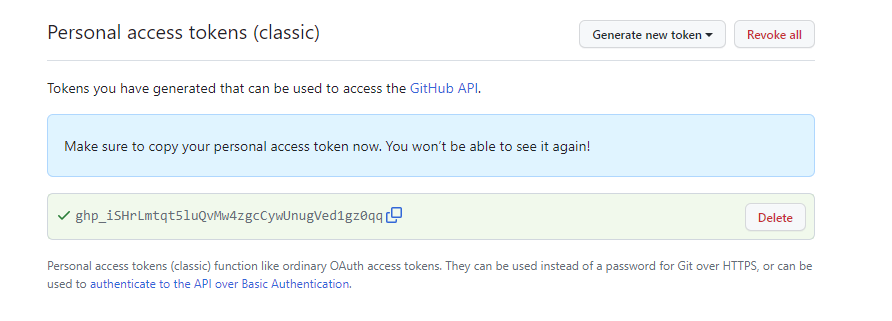 Personal access tokens (classic)
Generate new token
Revoke all
Tokens you have generated that can be used to access the GitHub API.
Make sure to copy your personal access token now. You won’t be able to see it again!
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
Delete
Personal access tokens (classic) function like ordinary OAuth access tokens. They can be used instead of a password for Git over HTTPS, or can be
used to authenticate to the API over Basic Authentication.